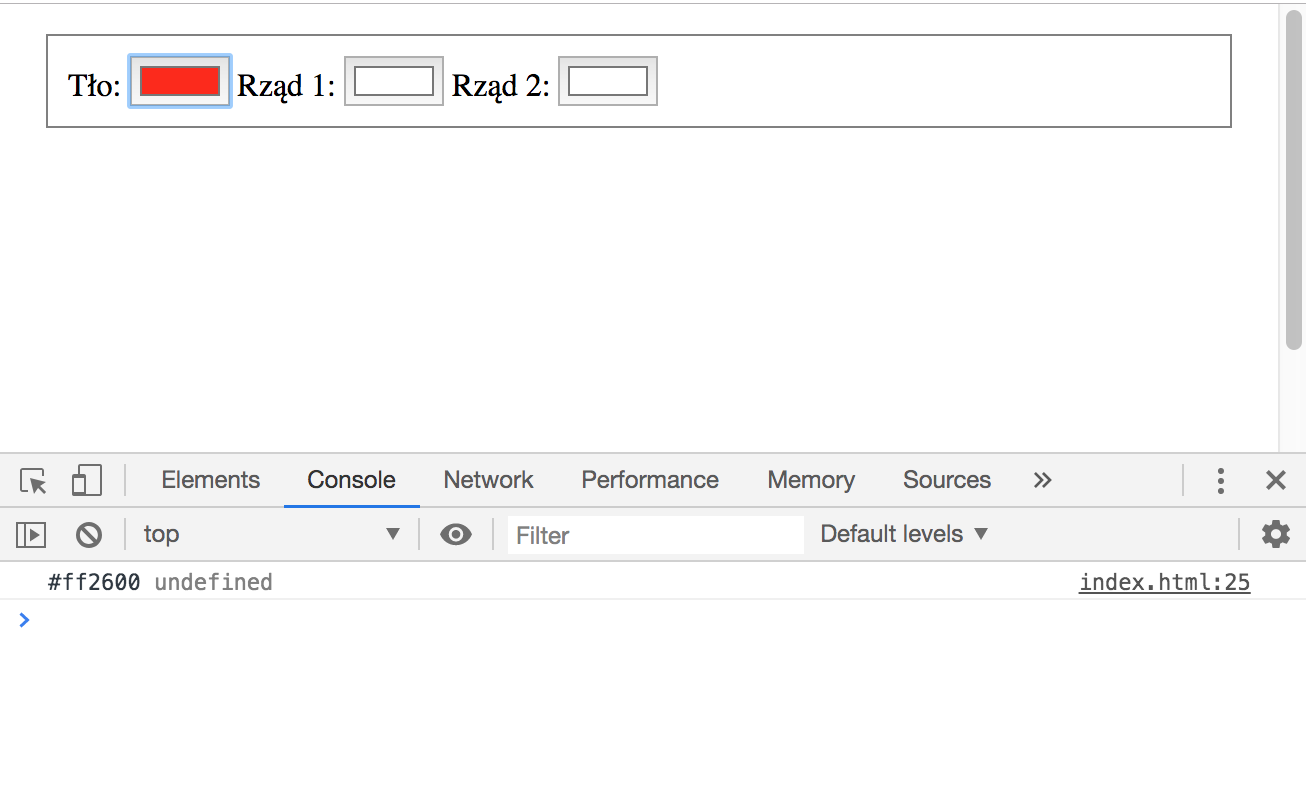 Tło: Rząd 1: Rząd 2:
Elements Console Network Performance Memory Sources
top Filter Default levels
#ff2600 undefined index.html:25